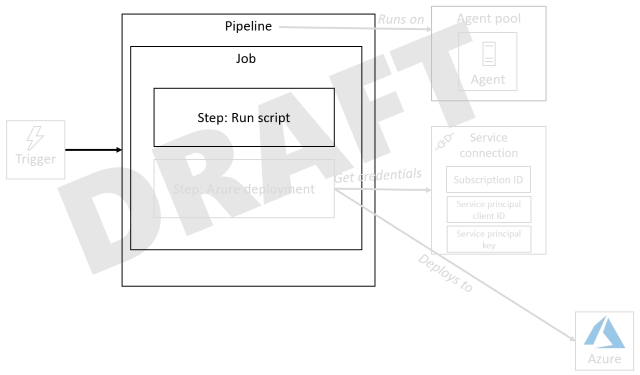 Pipeline
Runs on
Agent pool
Job
Agent
Step: Run script
Trigger
Service
connection
Step: Azure deployment
Get credentials
Subscription ID
Service principal
client ID
Service principal
key
Deploys to
Azure
DRAFT